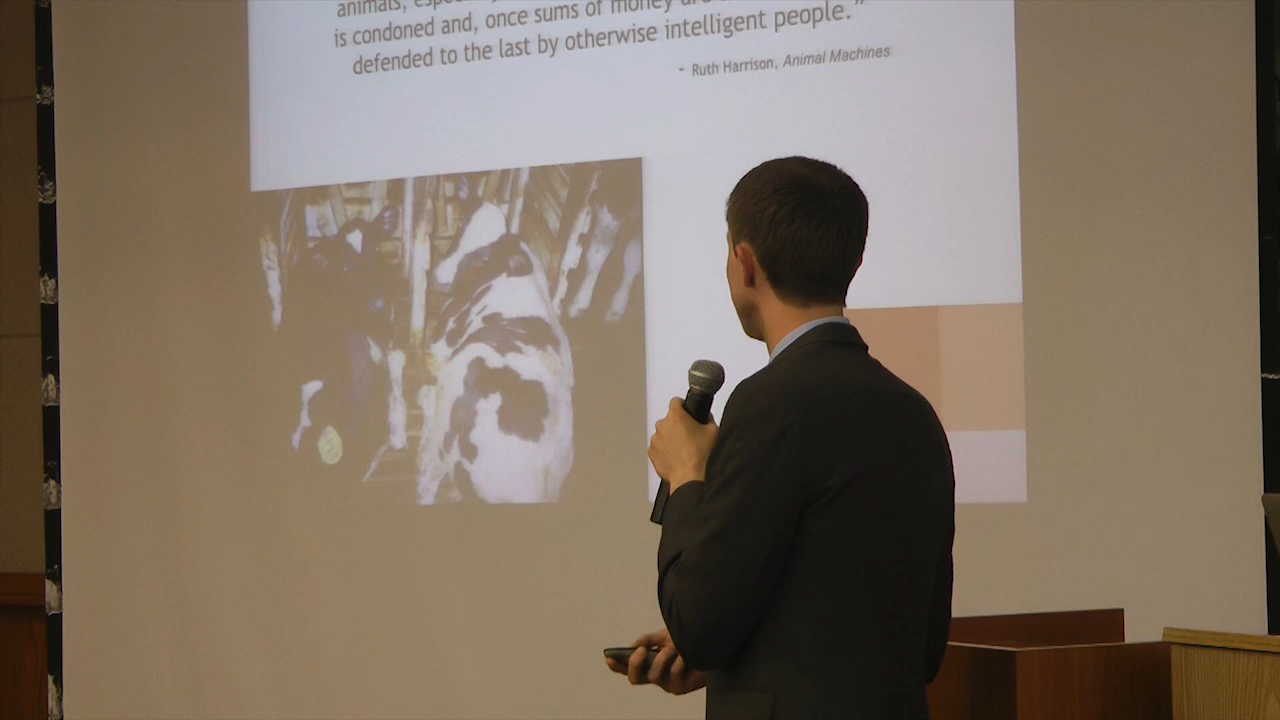 animals,
is condoned and, once sums of money are
defended to the last by otherwise intelligent people.”
- Ruth Harrison, Animal Machines